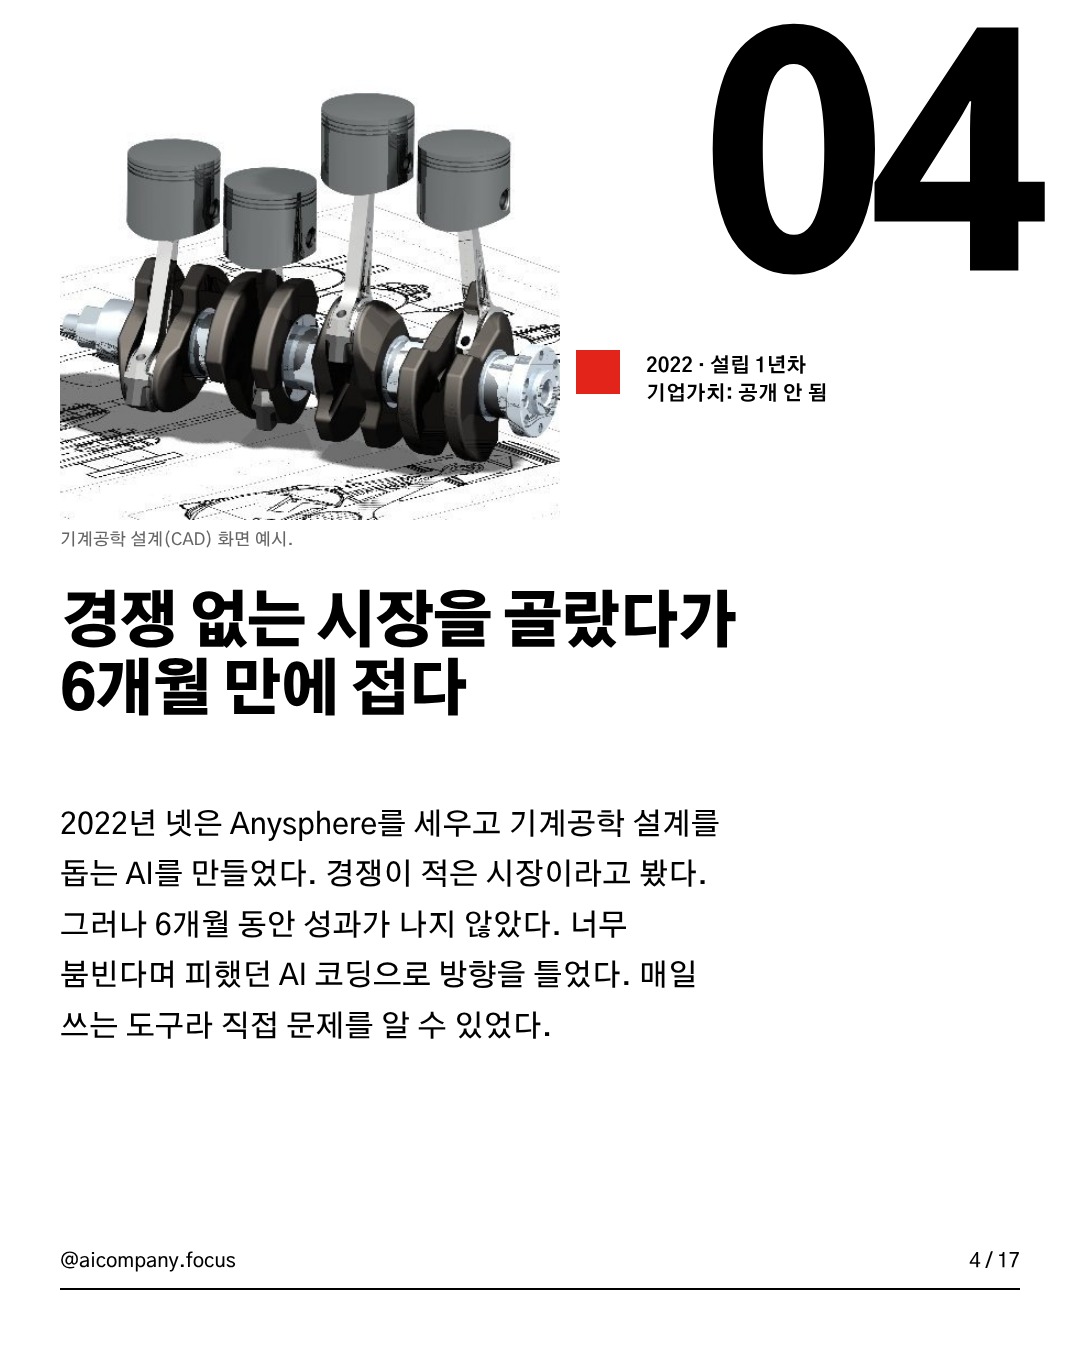 04
2022 · 설립 1년차
기업가치: 공개 안 됨
기계공학 설계(CAD) 화면 예시.
경쟁 없는 시장을 골랐다가
6개월 만에 접다
2022년 넷은 Anysphere를 세우고 기계공학 설계를
돕는 AI를 만들었다. 경쟁이 적은 시장이라고 봤다.
그러나 6개월 동안 성과가 나지 않았다. 너무
붐빈다며 피했던 AI 코딩으로 방향을 틀었다. 매일
쓰는 도구라 직접 문제를 알 수 있었다.
@aicompany.focus
4 / 17